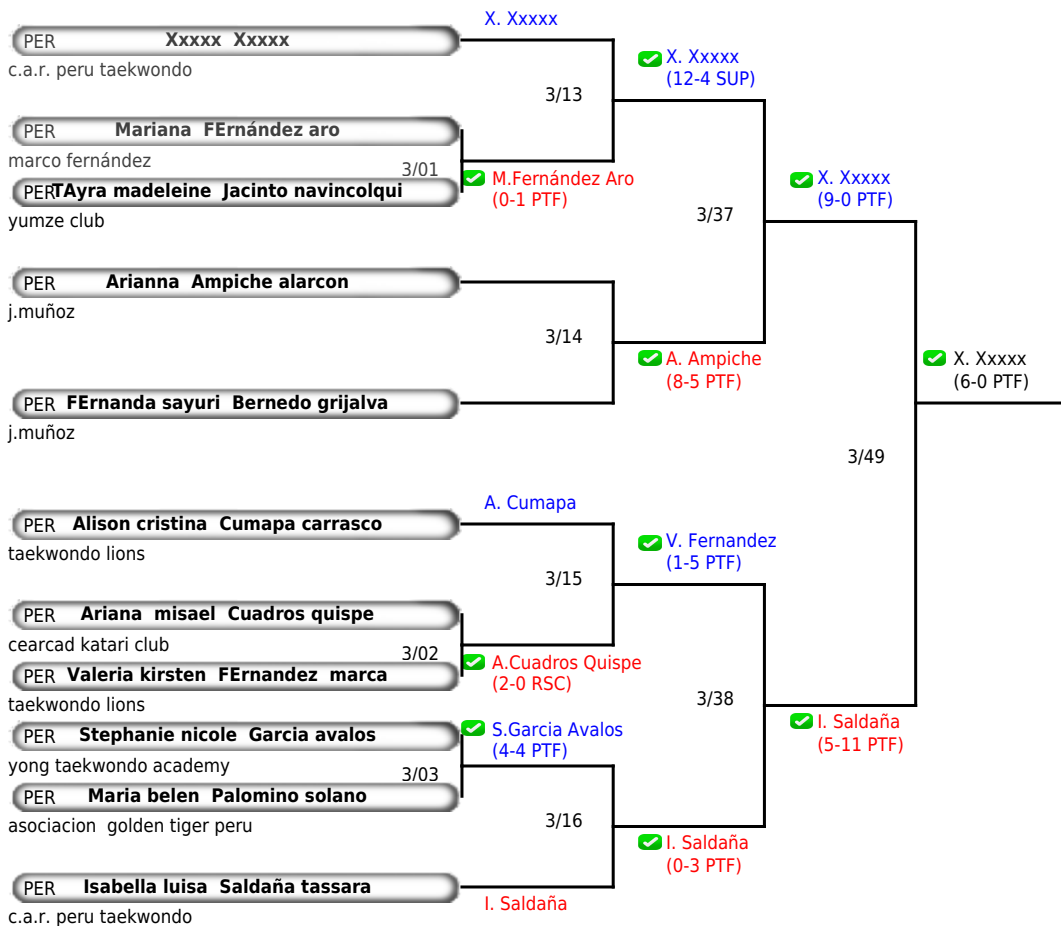 X. Xxxxx
PER Xxxxx Xxxxx
c.a.r. peru taekwondo
X. Xxxxx
(12-4 SUP)
3/13
PER Mariana FErnández aro
marco fernández
3/01
M.Fernández Aro
(0-1 PTF)
PER TAyra madeleine Jacinto navincolqui
yumze club
X. Xxxxx
(9-0 PTF)
3/37
PER Arianna Ampiche alarcon
j.muñoz
3/14
A. Ampiche
(8-5 PTF)
X. Xxxxx
(6-0 PTF)
PER FErnanda sayuri Bernedo grijalva
j.muñoz
3/49
A. Cumapa
PER Alison cristina Cumapa carrasco
taekwondo lions
V. Fernandez
(1-5 PTF)
3/15
PER Ariana misael Cuadros quispe
cearcad katari club
3/02
A.Cuadros Quispe
(2-0 RSC)
PER Valeria kirsten FErnandez marca
taekwondo lions
3/38
I. Saldaña
(5-11 PTF)
S.Garcia Avalos
(4-4 PTF)
PER Stephanie nicole Garcia avalos
yong taekwondo academy
3/03
PER Maria belen Palomino solano
asociacion golden tiger peru
3/16
I. Saldaña
(0-3 PTF)
PER Isabella luisa Saldaña tassara
c.a.r. peru taekwondo
I. Saldaña